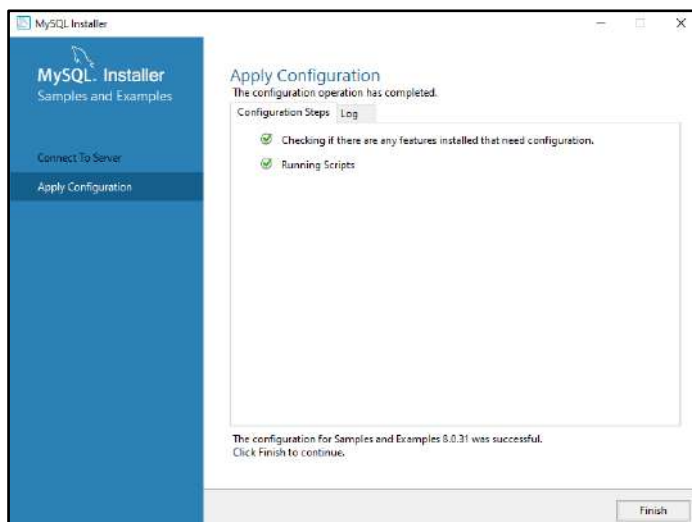 MySQL Installer
MySQL. Installer
Samples and Examples
Connect To Server
Apply Configuration
Apply Configuration
The configuration operation has completed.
Configuration Steps
Log
Checking if there are any features installed that need configuration.
Running Scripts
The configuration for Samples and Examples 8.0.31 was successful.
Click Finish to continue.
Finish